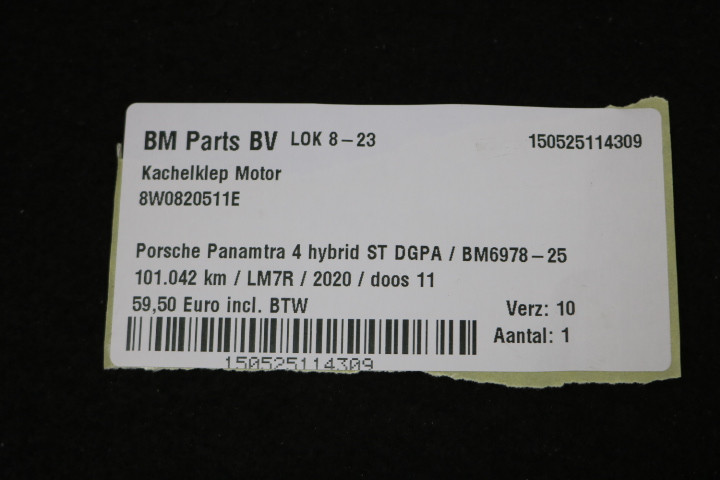 BM Parts BV LOK 8-23 150525114309
Kachelklep Motor
8W0820511E
Porsche Panamtra 4 hybrid ST DGPA / BM6978-25
101.042 km / LM7R / 2020 / doos 11
59,50 Euro incl. BTW Verz: 10
Aantal: 1
150525114309